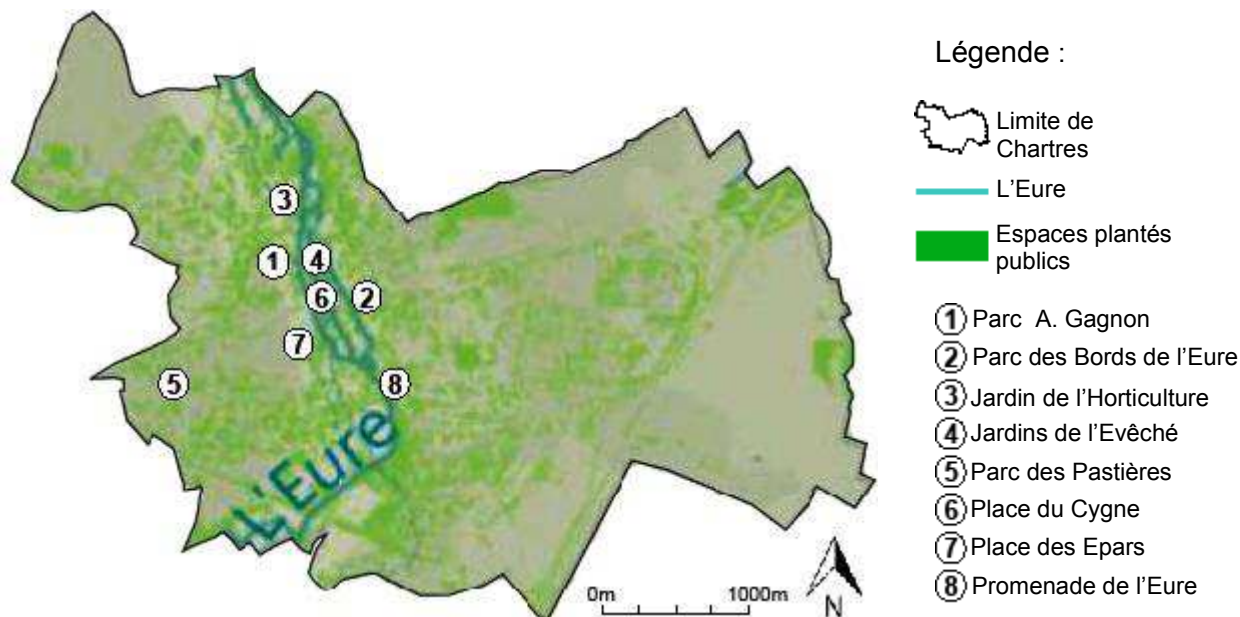 3
1
4
6
2
7
5
8
L'Eure
0m 1000m
N
Légende :
Limite de
Chartres
L'Eure
Espaces plantés
publics
1 Parc A. Gagnon
2 Parc des Bords de l'Eure
3 Jardin de l'Horticulture
4 Jardins de l'Evêché
5 Parc des Pastières
6 Place du Cygne
7 Place des Epars
8 Promenade de l'Eure